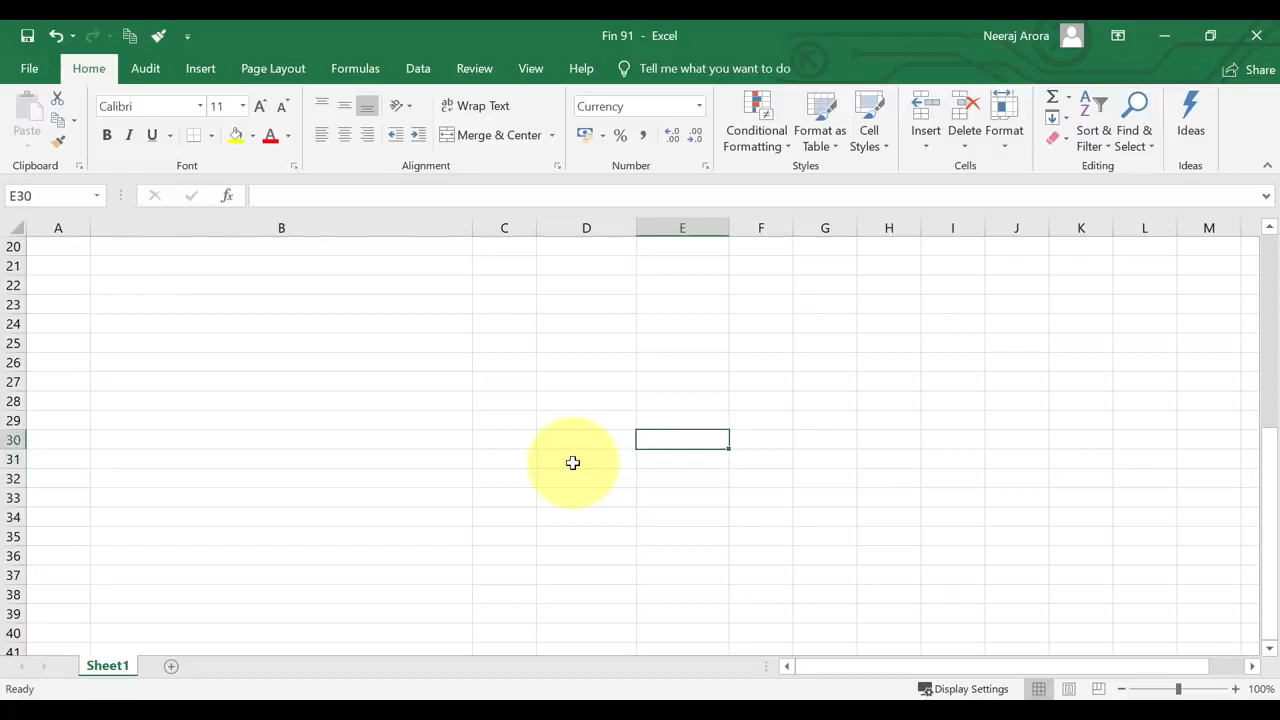 Fin 91 - Excel
Neeraj Arora
File Home Audit Insert Page Layout Formulas Data Review View Help Tell me what you want to do Share
Paste
Calibri 11
B I U
A A
ab Wrap Text
Merge & Center
Currency
% ,
Conditional Formatting
Format as Table
Cell Styles
Insert Delete Format
Sort & Filter
Find & Select
Ideas
Clipboard Font Alignment Number Styles Cells Editing Ideas
E30 fx
A B C D E F G H I J K L M
20
21
22
23
24
25
26
27
28
29
30
31
32
33
34
35
36
37
38
39
40
41
Sheet1
Ready Display Settings 100%